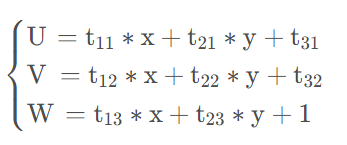 U = t₁₁ * x + t₂₁ * y + t₃₁
V = t₁₂ * x + t₂₂ * y + t₃₂
W = t₁₃ * x + t₂₃ * y + 1